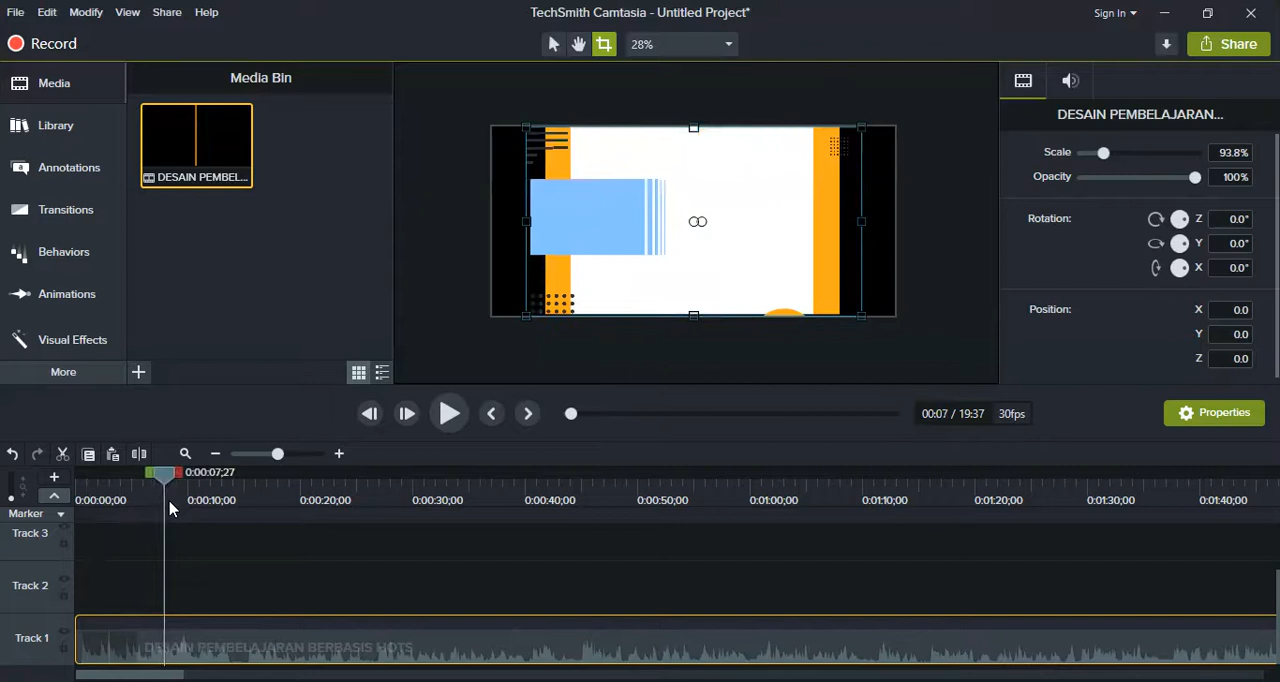 File Edit Modify View Share Help
TechSmith Camtasia - Untitled Project*
Sign In
Record
28%
Share
Media
Media Bin
Library
Annotations
Transitions
Behaviors
Animations
Visual Effects
More
DESAIN PEMBEL...
DESAIN PEMBELAJARAN...
Scale 93.8%
Opacity 100%
Rotation: Z 0.0°
Y 0.0°
X 0.0°
Position: X 0.0
Y 0.0
Z 0.0
00:07 / 19:37 30fps
Properties
0:00:07;27
0:00:00;00 0:00:10;00 0:00:20;00 0:00:30;00 0:00:40;00 0:00:50;00 0:01:00;00 0:01:10;00 0:01:20;00 0:01:30;00 0:01:40;00
Marker
Track 3
Track 2
Track 1
DESAIN PEMBELAJARAN BERBASIS HOTS